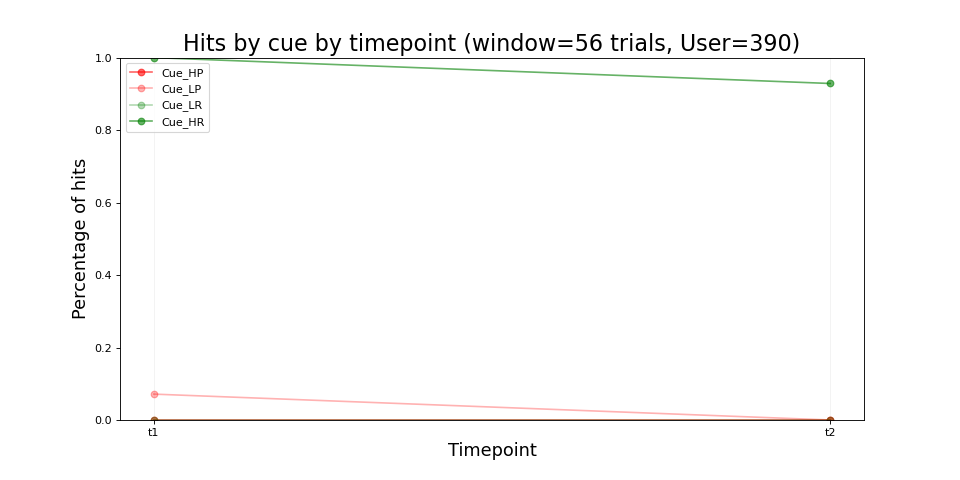 Hits by cue by timepoint (window=56 trials, User=390)
Percentage of hits
1.0
0.8
0.6
0.4
0.2
0.0
Cue_HP
Cue_LP
Cue_LR
Cue_HR
t1
t2
Timepoint